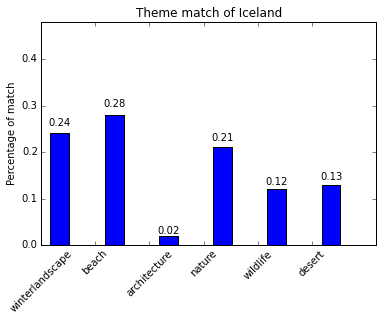 Theme match of Iceland
Percentage of match
0.4
0.3
0.2
0.1
0.0
0.24
0.28
0.02
0.21
0.12
0.13
winterlandscape
beach
architecture
nature
wildlife
desert